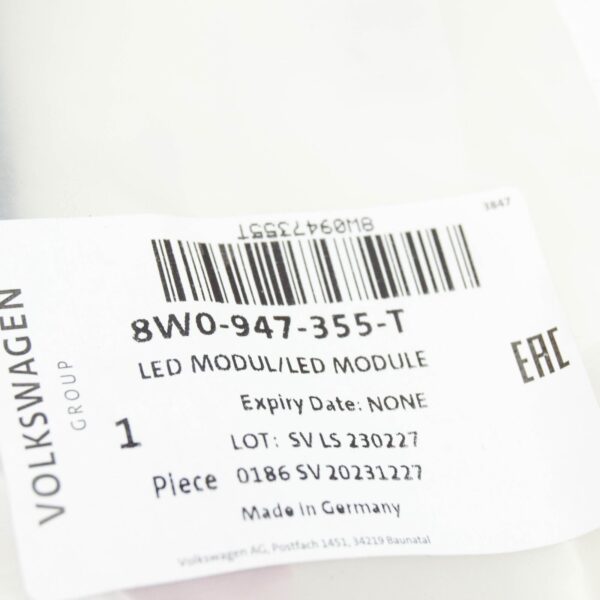 3847
8W0947355T
8W0-947-355-T
LED MODUL/LED MODULE
Expiry Date: NONE
1
LOT: SV LS 230227
Piece 0186 SV 20231227
Made in Germany
Volkswagen AG, Postfach 1451, 34219 Baunatal
VOLKSWAGEN
GROUP
EAC